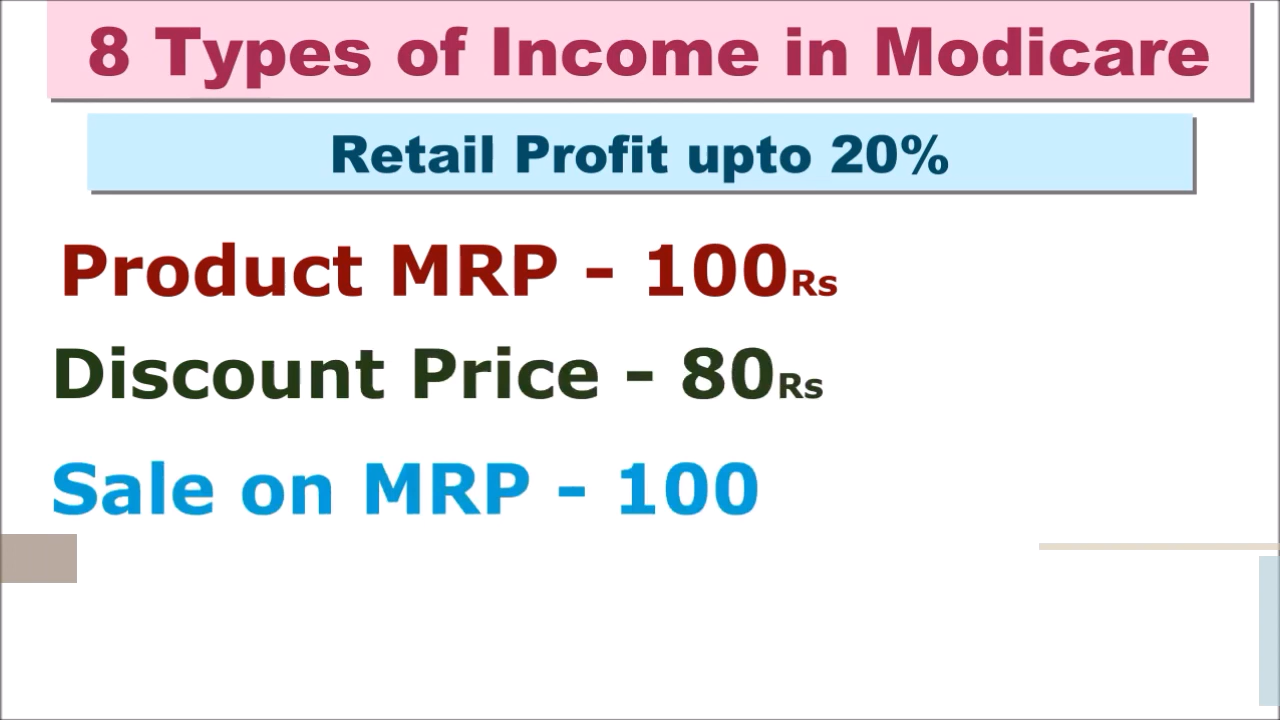 8 Types of Income in Modicare
Retail Profit upto 20%
Product MRP - 100Rs
Discount Price - 80Rs
Sale on MRP - 100